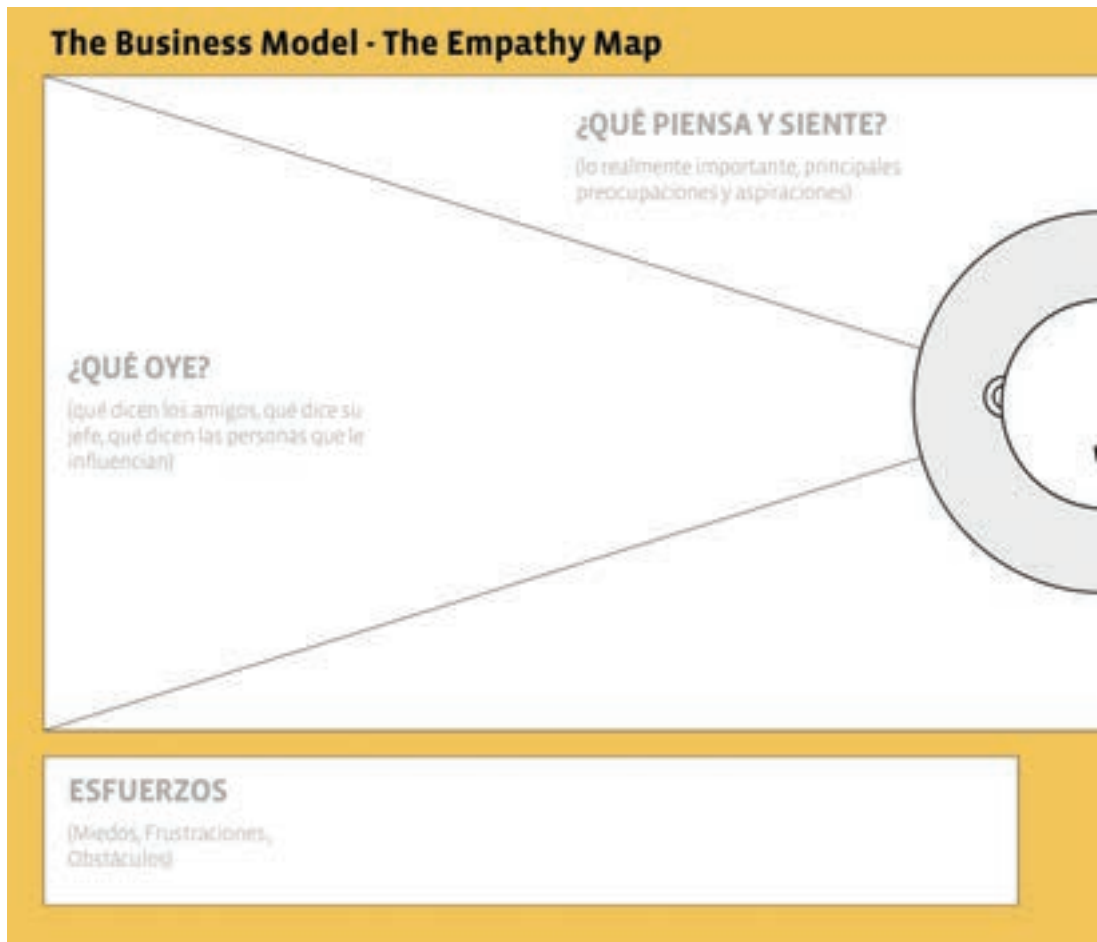 The Business Model - The Empathy Map
¿QUÉ PIENSA Y SIENTE?
(lo realmente importante, principales
preocupaciones y aspiraciones)
¿QUÉ OYE?
(qué dicen los amigos, qué dice su
jefe, qué dicen las personas que le
influencian)
ESFUERZOS
(Miedos, Frustraciones,
Obstáculos)